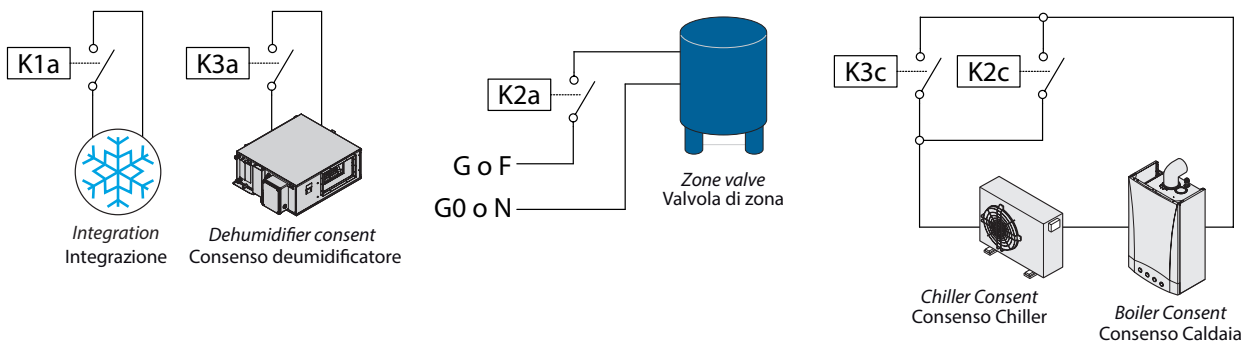 K1a
K3a
Integration
Integrazione
Dehumidifier consent
Consenso deumidificatore
K2a
G o F
G0 o N
Zone valve
Valvola di zona
K3c
K2c
Chiller Consent
Consenso Chiller
Boiler Consent
Consenso Caldaia